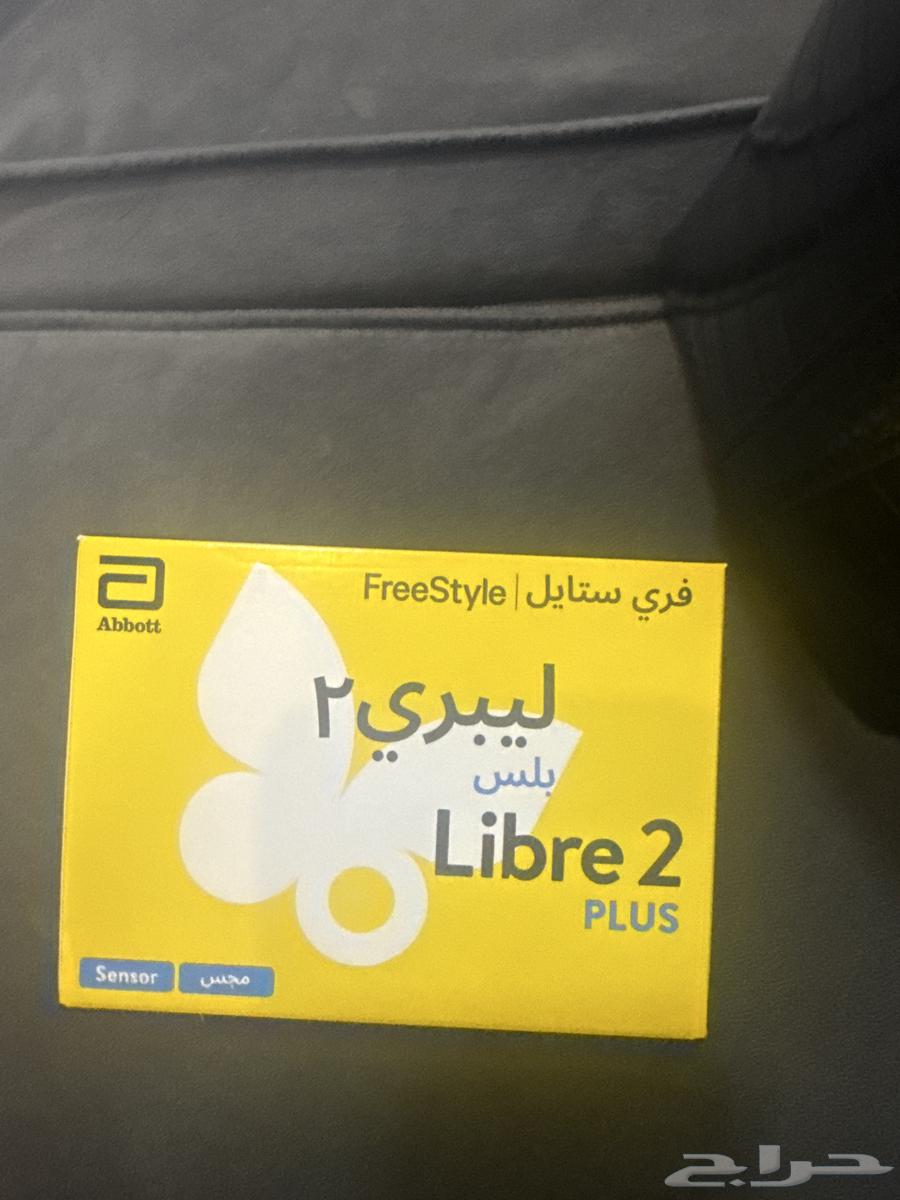 Abbott
FreeStyle | فري ستايل
ليبري٢
بلس
Libre 2
PLUS
Sensor مجس
حراج